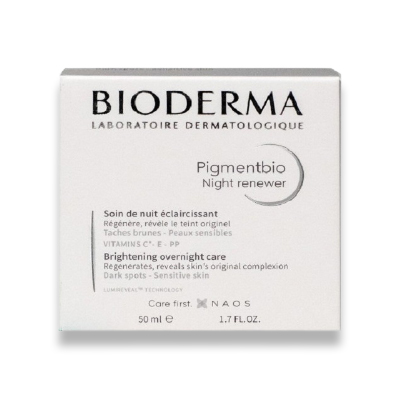 BIODERMA
LABORATOIRE DERMATOLOGIQUE
Pigmentbio
Night renewer
Soin de nuit éclaircissant
Régénère, révèle le teint originel
Taches brunes - Peaux sensibles
VITAMINS C* - E - PP
Brightening overnight care
Regenerates, reveals skin's original complexion
Dark spots - Sensitive skin
LUMIREVEAL™ TECHNOLOGY
Care first. NAOS
50 ml ℮ 1.7 FL.OZ.